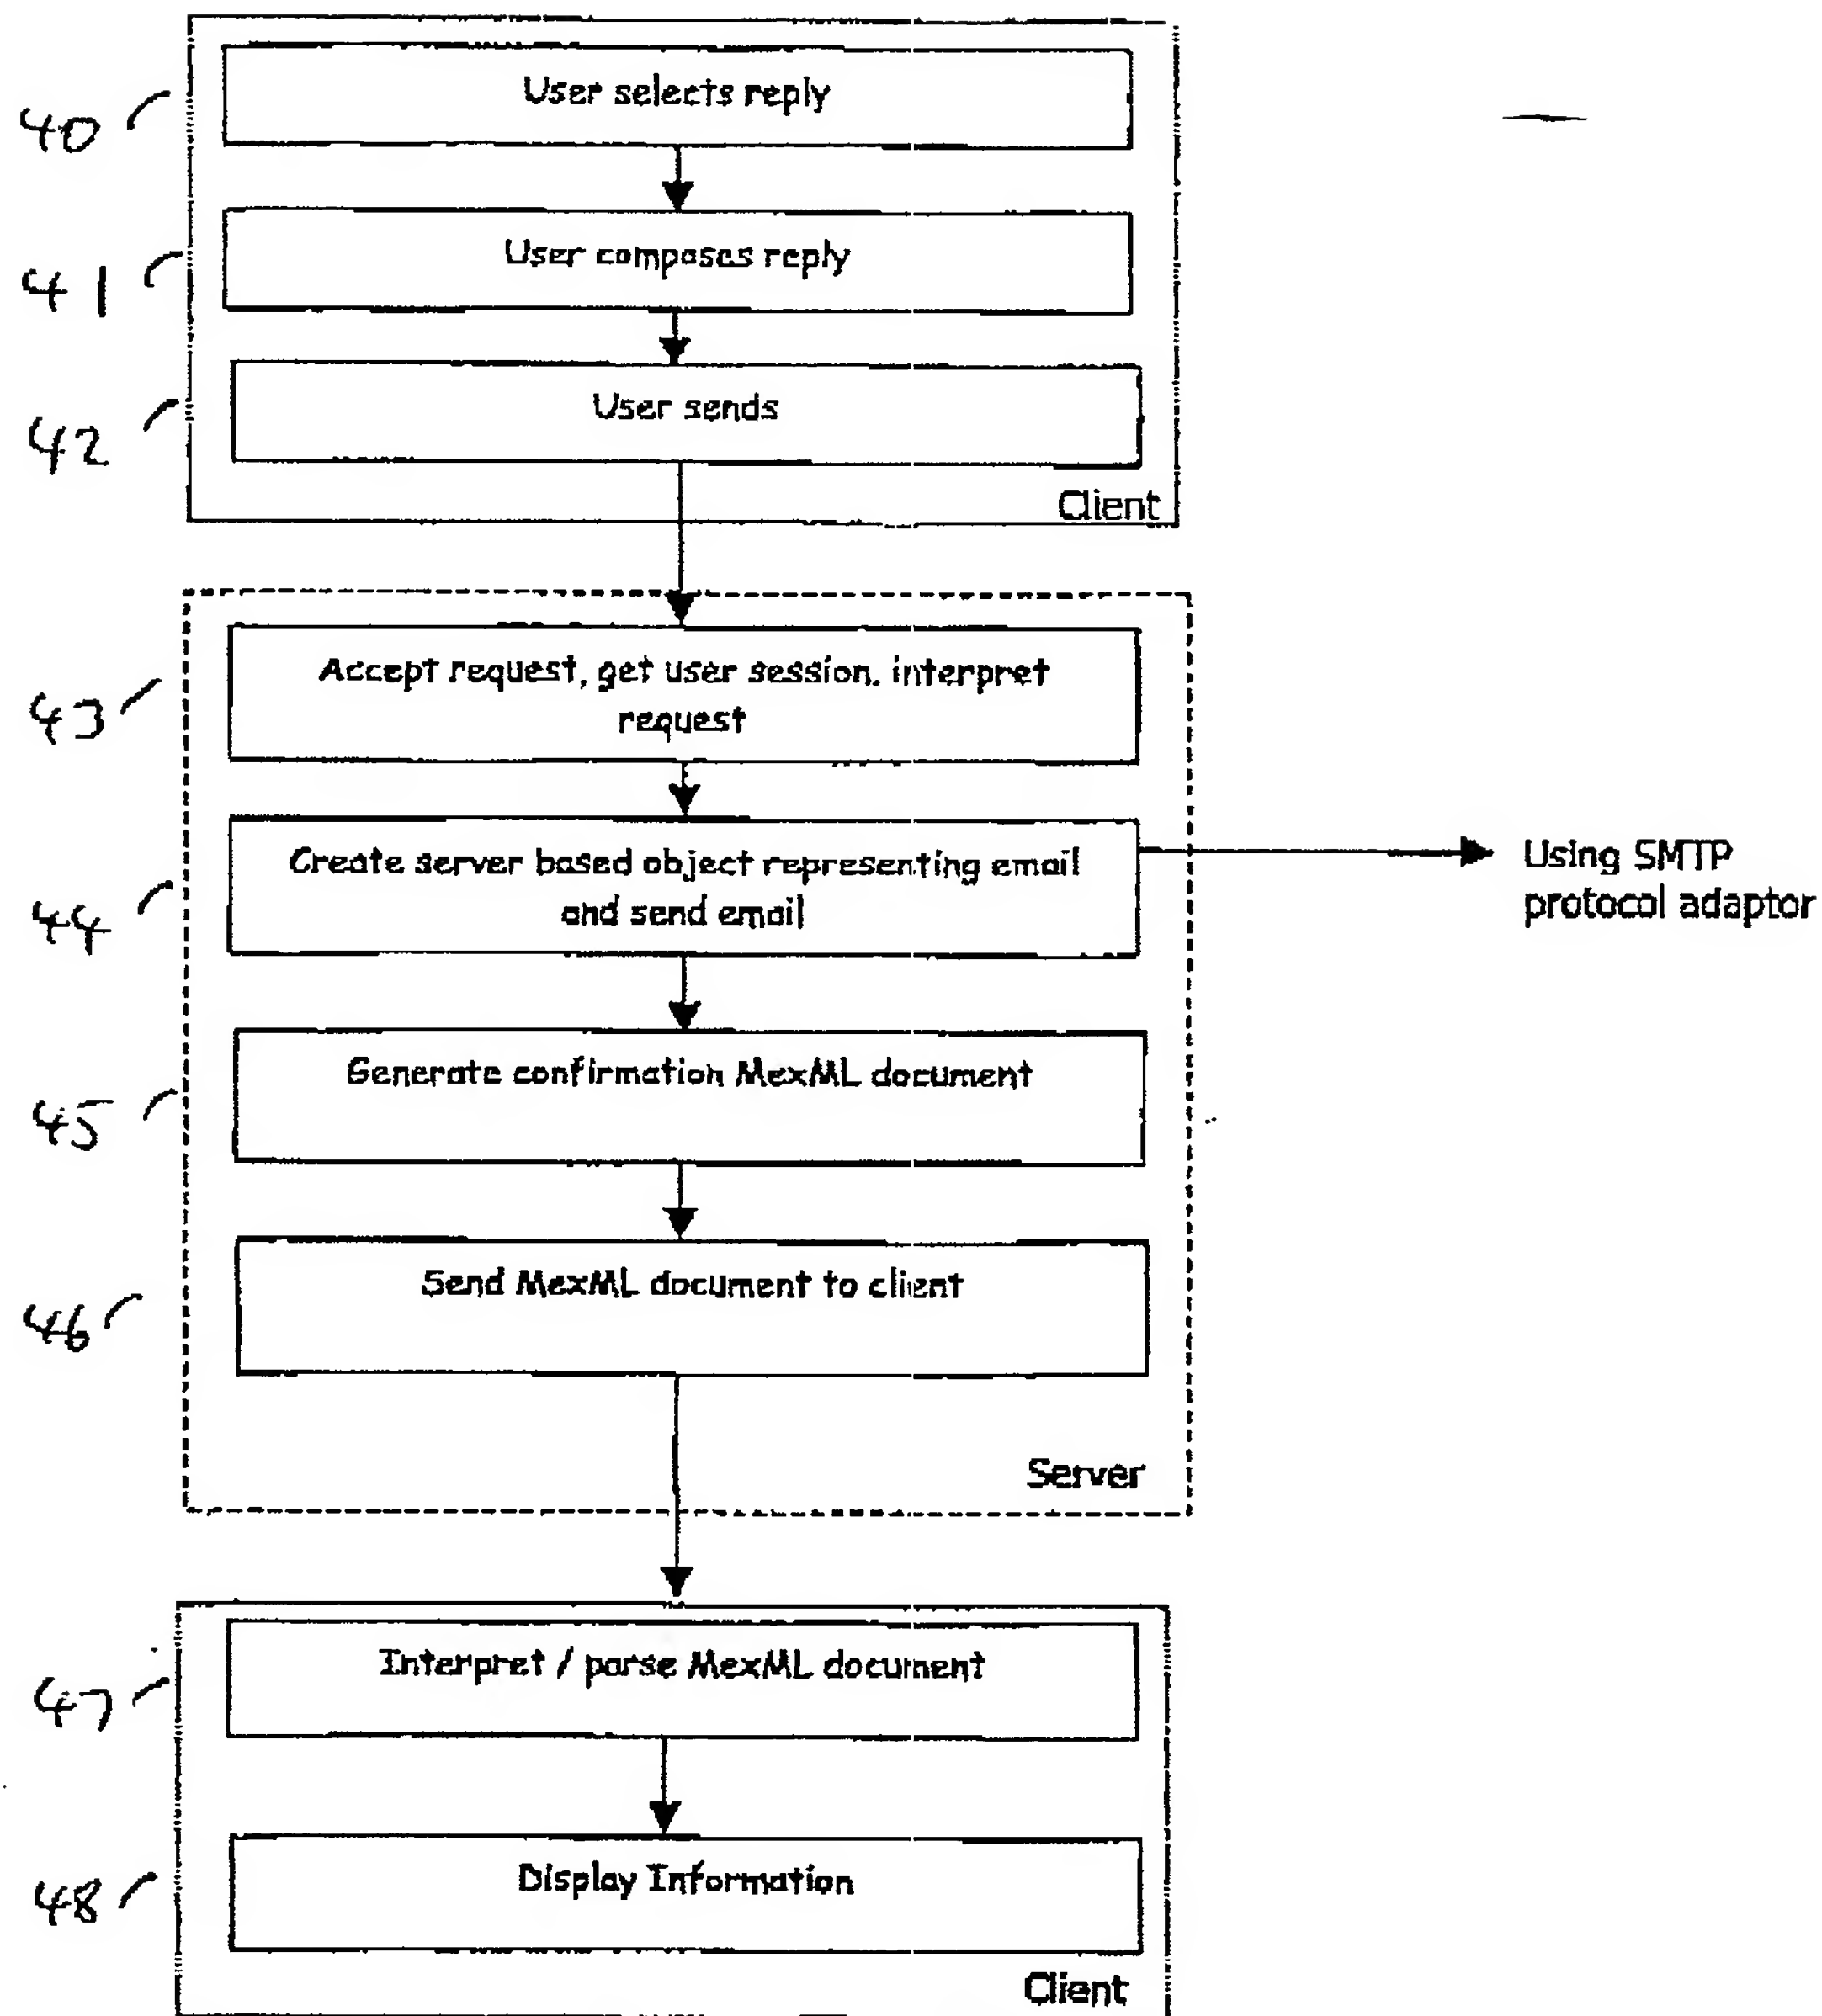 40
User selects reply
41
User composes reply
42
User sends
Client
43
Accept request, get user session. interpret
request
44
Create server based object representing email
and send email
Using SMTP
protocol adaptor
45
Generate confirmation MexML document
46
Send MexML document to client
Server
47
Interpret / parse MexML document
48
Display Information
Client